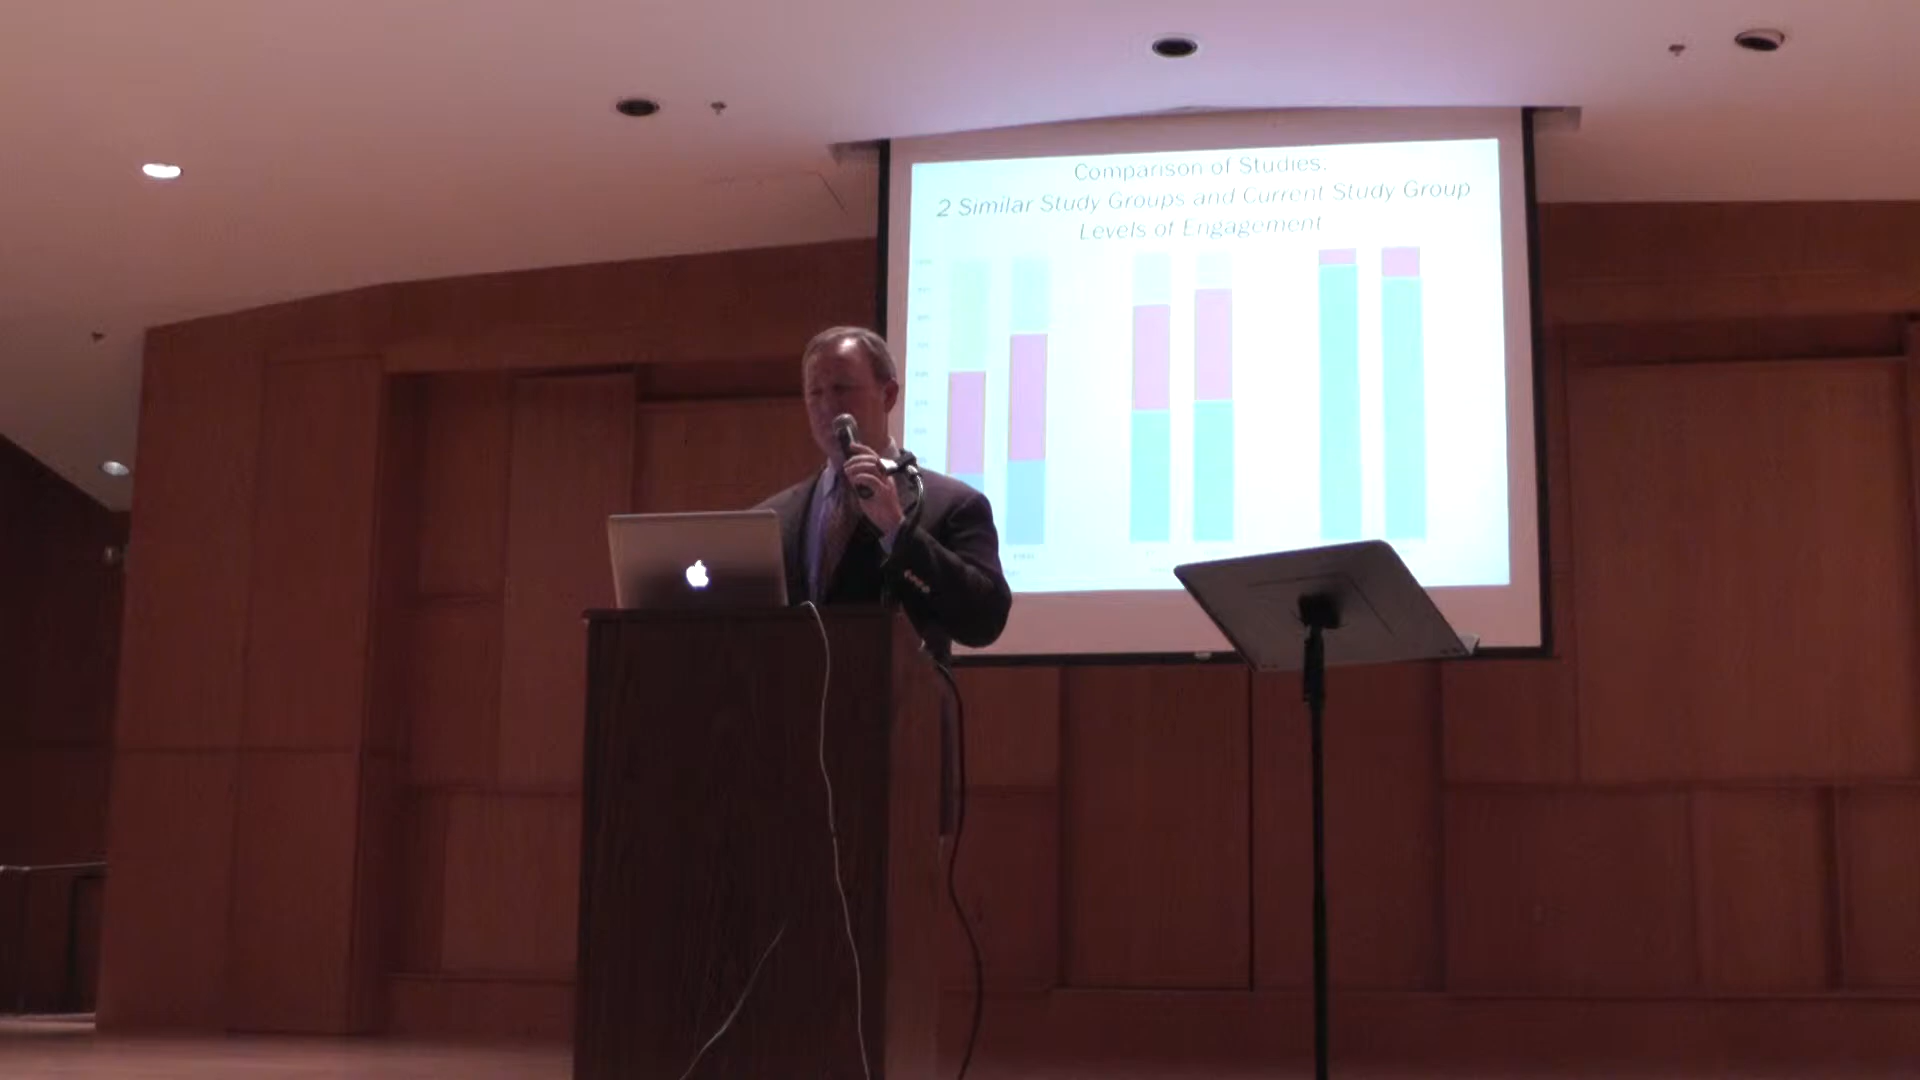 Comparison of Studies.
2 Similar Study Groups and Current Study Group
Levels of Engagement